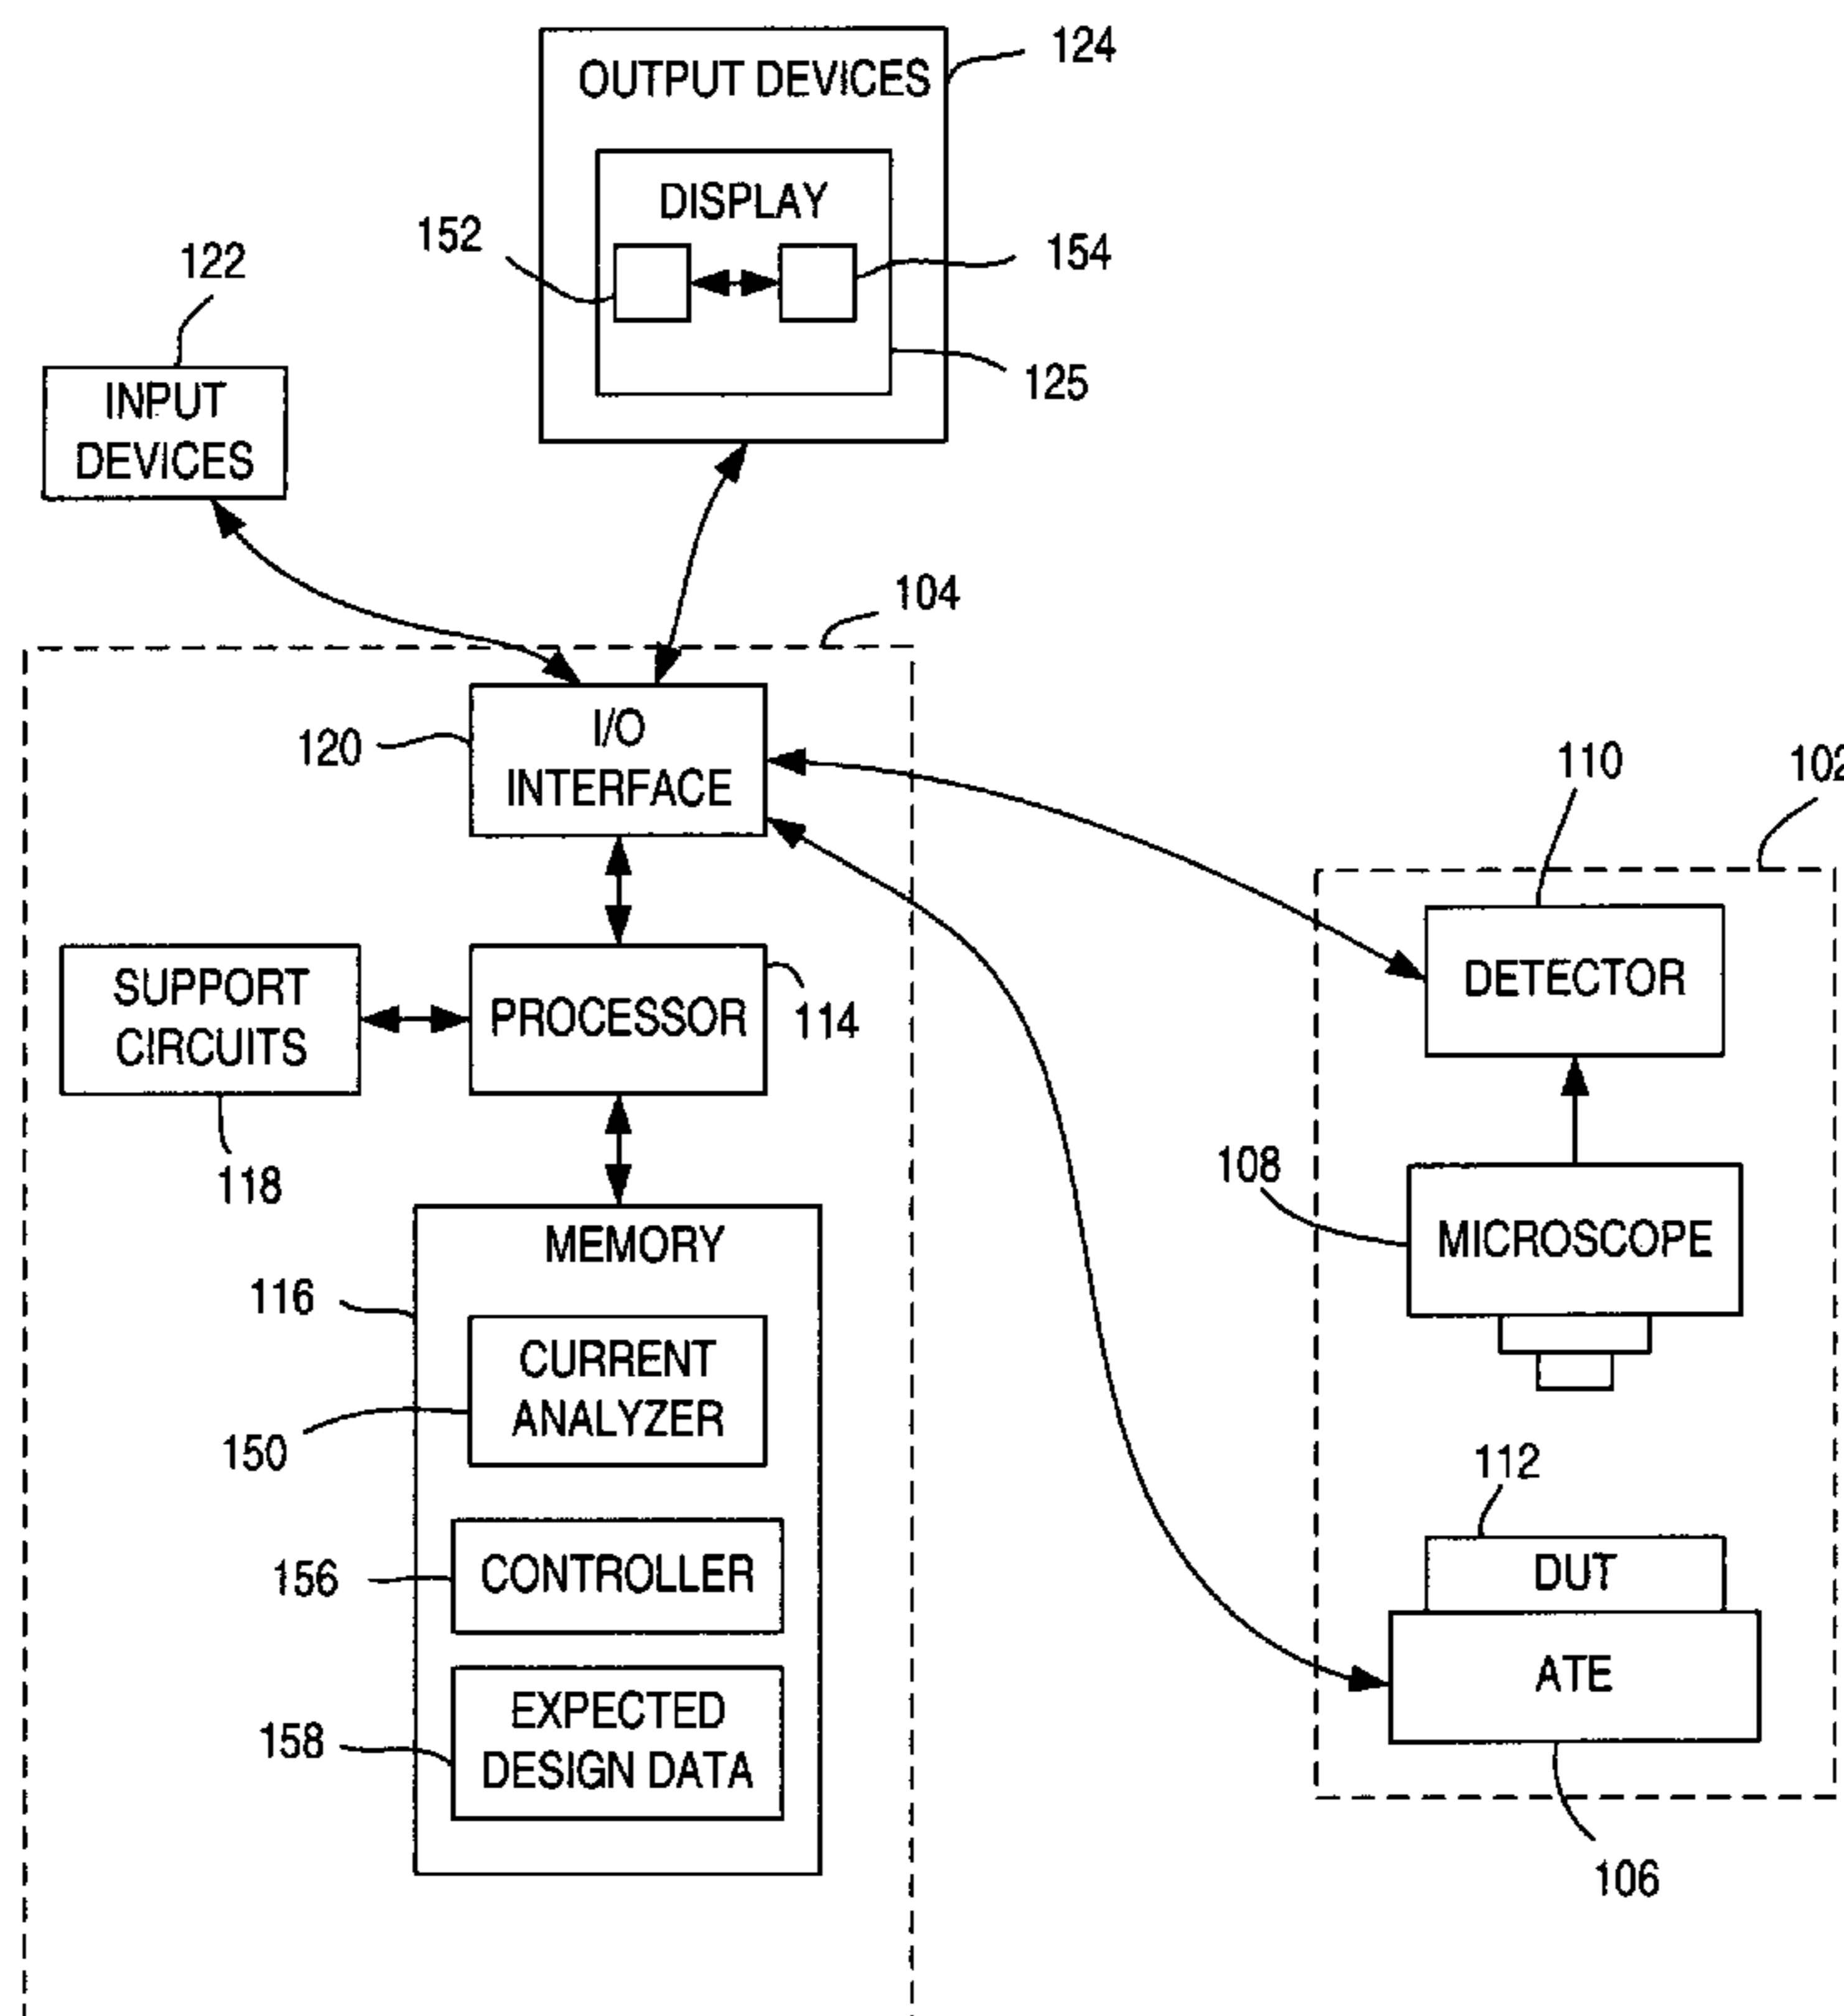 124
OUTPUT DEVICES
DISPLAY
152
154
125
122
INPUT
DEVICES
104
120
I/O
INTERFACE
110
102
DETECTOR
SUPPORT
CIRCUITS
118
PROCESSOR
114
108
MICROSCOPE
MEMORY
116
CURRENT
ANALYZER
150
112
DUT
ATE
106
156
CONTROLLER
158
EXPECTED
DESIGN DATA